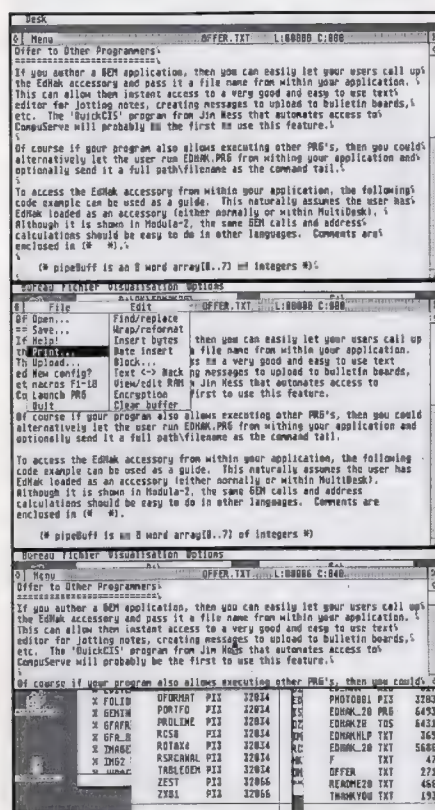 Desk
Menu OFFER.TXT L:00000 C:000
Offer to Other Programmers
==========================
If you author a GEM application, then you can easily let your users call up
the EdHak accessory and pass it a file name from within your application.
This can allow them instant access to a very good and easy to use text
editor for jotting notes, creating messages to upload to bulletin boards,
etc. The 'QuickCIS' program from Jim Ness that automates access to
CompuServe will probably the first use this feature.
Of course if your program also allows executing other PRG's, then you could
alternatively let the user run EDHAK.PRG from withing your application and
optionally send it a full path\filename as the command tail.
To access the EdHak accessory from within your application, the following
code example can be used as a guide. This naturally assumes the user has
EdHak loaded as an accessory (either normally or within MultiDesk),
Although it is shown in Modula-2, the same GEM calls and address
calculations should be easy to do in other languages. Comments are
enclosed in (* *).
(* pipeBuff is an 8 word array[0..7] integers *)
Bureau Fichier Visualisation Options
File Edit OFFER.TXT L:00000 C:000
Of Open... Find/replace
== Save... Wrap/reformat
If Help! Insert bytes then you can easily let your users call up
th Print... Date insert a file name from within your application.
Th Upload... Block... a very good and easy to use text
ed New config? Text <> Back ng messages to upload to bulletin boards,
et macros F1-10 View/edit RAM Jim Ness that automates access to
Co Launch PRG Encryption first to use this feature.
Quit Clear buffer
Of course if your program also allows executing other PRG's, then you could
alternatively let the user run EDHAK.PRG from withing your application and
optionally send it a full path\filename as the command tail.
To access the EdHak accessory from within your application, the following
code example can be used as a guide. This naturally assumes the user has
EdHak loaded as an accessory (either normally or within MultiDesk),
Although it is shown in Modula-2, the same GEM calls and address
calculations should be easy to do in other languages. Comments are
enclosed in (* *).
(* pipeBuff is 8 word array[0..7] of integers *)
Bureau Fichier Visualisation Options
Menu OFFER.TXT
Offer to Other Programmers
If you author a GEM application, then you can easily let your users call up
the EdHak accessory and pass it a file name from within your application.
This can allow them instant access to a very good and easy to use text
editor for jotting notes, creating messages to upload to bulletin boards,
etc. The 'QuickCIS' program from Jim that automates access to
CompuServe will probably be the first to use this feature.
Of course if your program also allows executing other PRG's, then you could
FOLIO DFORMAT PI3 32034 PHOTOBB1 PI3
GEMINI PORTFO PI3 32034 EDHAK_20 PRG
PROLINE PI3 32034 EDHAK20 TOS
GFA_B RCS0 PI3 32034 EDHAKHLP TXT
IMAGE ROTAX4 PI3 32034 EDHAK_20 TXT
IMG2 RSHCANAL PI3 32034 F TXT
TABLEDEM PI3 32034 OFFER TXT
ZEST PI3 32066 README20 TXT
ZXB1 PI3 32066 THANKYOU TXT